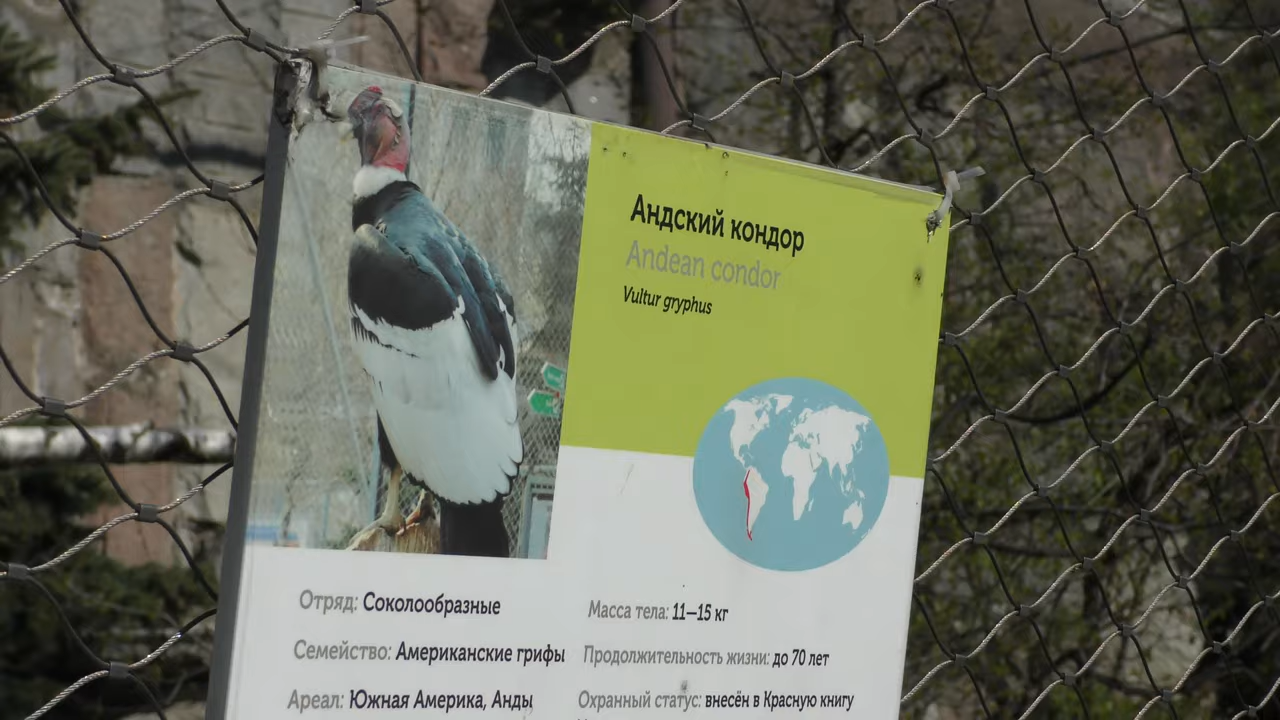 Андский кондор
Andean condor
Vultur gryphus
Отряд: Соколообразные
Семейство: Американские грифы
Ареал: Южная Америка, Анды
Масса тела: 11–15 кг
Продолжительность жизни: до 70 лет
Охранный статус: внесён в Красную книгу